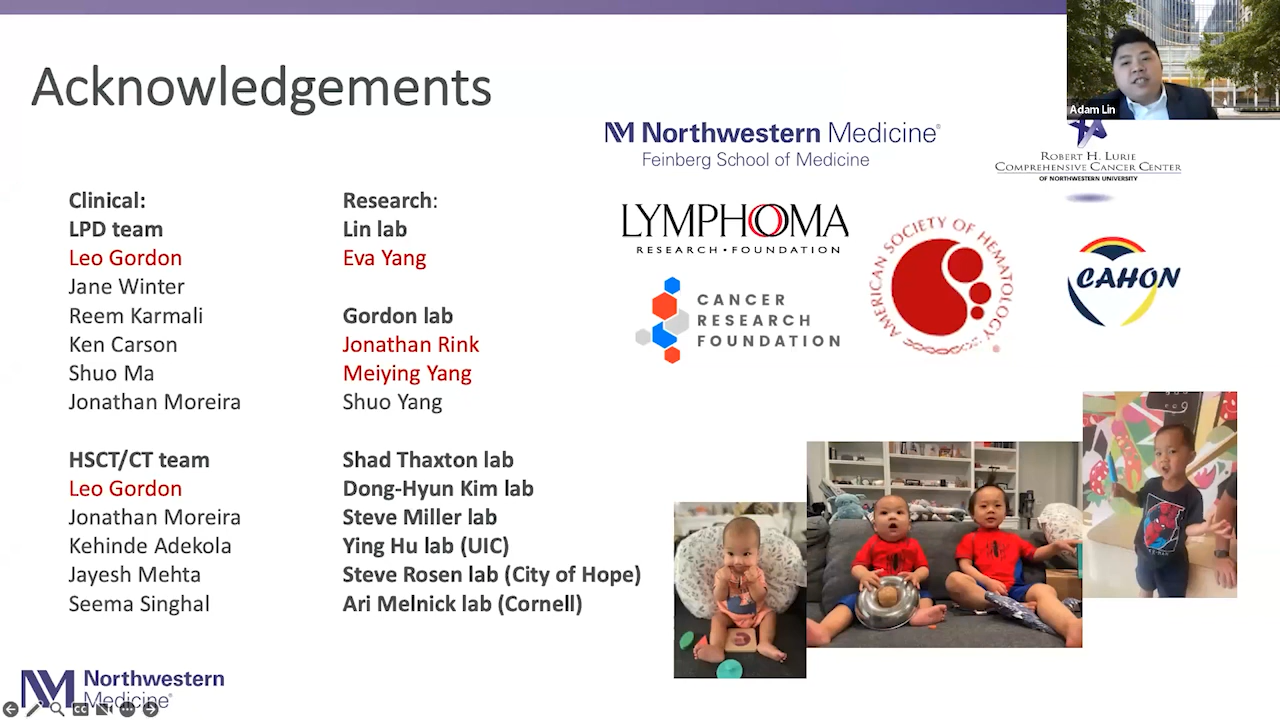 Acknowledgements
Adam Lin
Northwestern Medicine®
Feinberg School of Medicine
Robert H. Lurie
Comprehensive Cancer Center
OF NORTHWESTERN UNIVERSITY
LYMPHOMA
RESEARCH • FOUNDATION
CANCER
RESEARCH
FOUNDATION
AMERICAN SOCIETY OF HEMATOLOGY
CAHON
Clinical:
LPD team
Leo Gordon
Jane Winter
Reem Karmali
Ken Carson
Shuo Ma
Jonathan Moreira
HSCT/CT team
Leo Gordon
Jonathan Moreira
Kehinde Adekola
Jayesh Mehta
Seema Singhal
Research:
Lin lab
Eva Yang
Gordon lab
Jonathan Rink
Meiying Yang
Shuo Yang
Shad Thaxton lab
Dong-Hyun Kim lab
Steve Miller lab
Ying Hu lab (UIC)
Steve Rosen lab (City of Hope)
Ari Melnick lab (Cornell)
Northwestern
Medicine®
CC